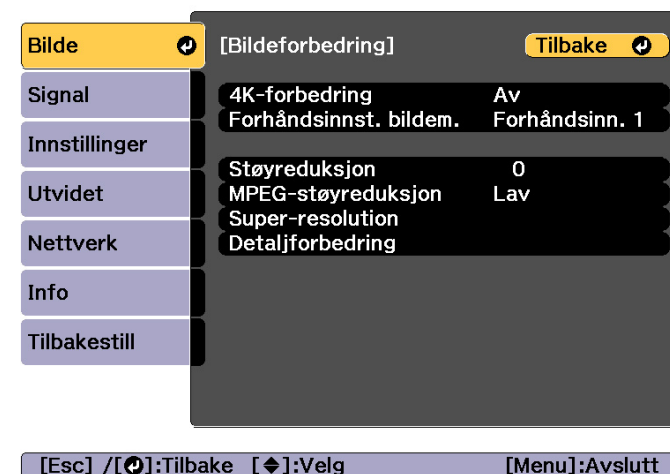 Bilde
Signal
Innstillinger
Utvidet
Nettverk
Info
Tilbakestill
[Bildeforbedring] Tilbake
4K-forbedring Av
Forhåndsinnst. bildem. Forhåndsinn. 1
Støyreduksjon 0
MPEG-støyreduksjon Lav
Super-resolution
Detaljforbedring
[Esc] /[↵]:Tilbake [◆]:Velg [Menu]:Avslutt